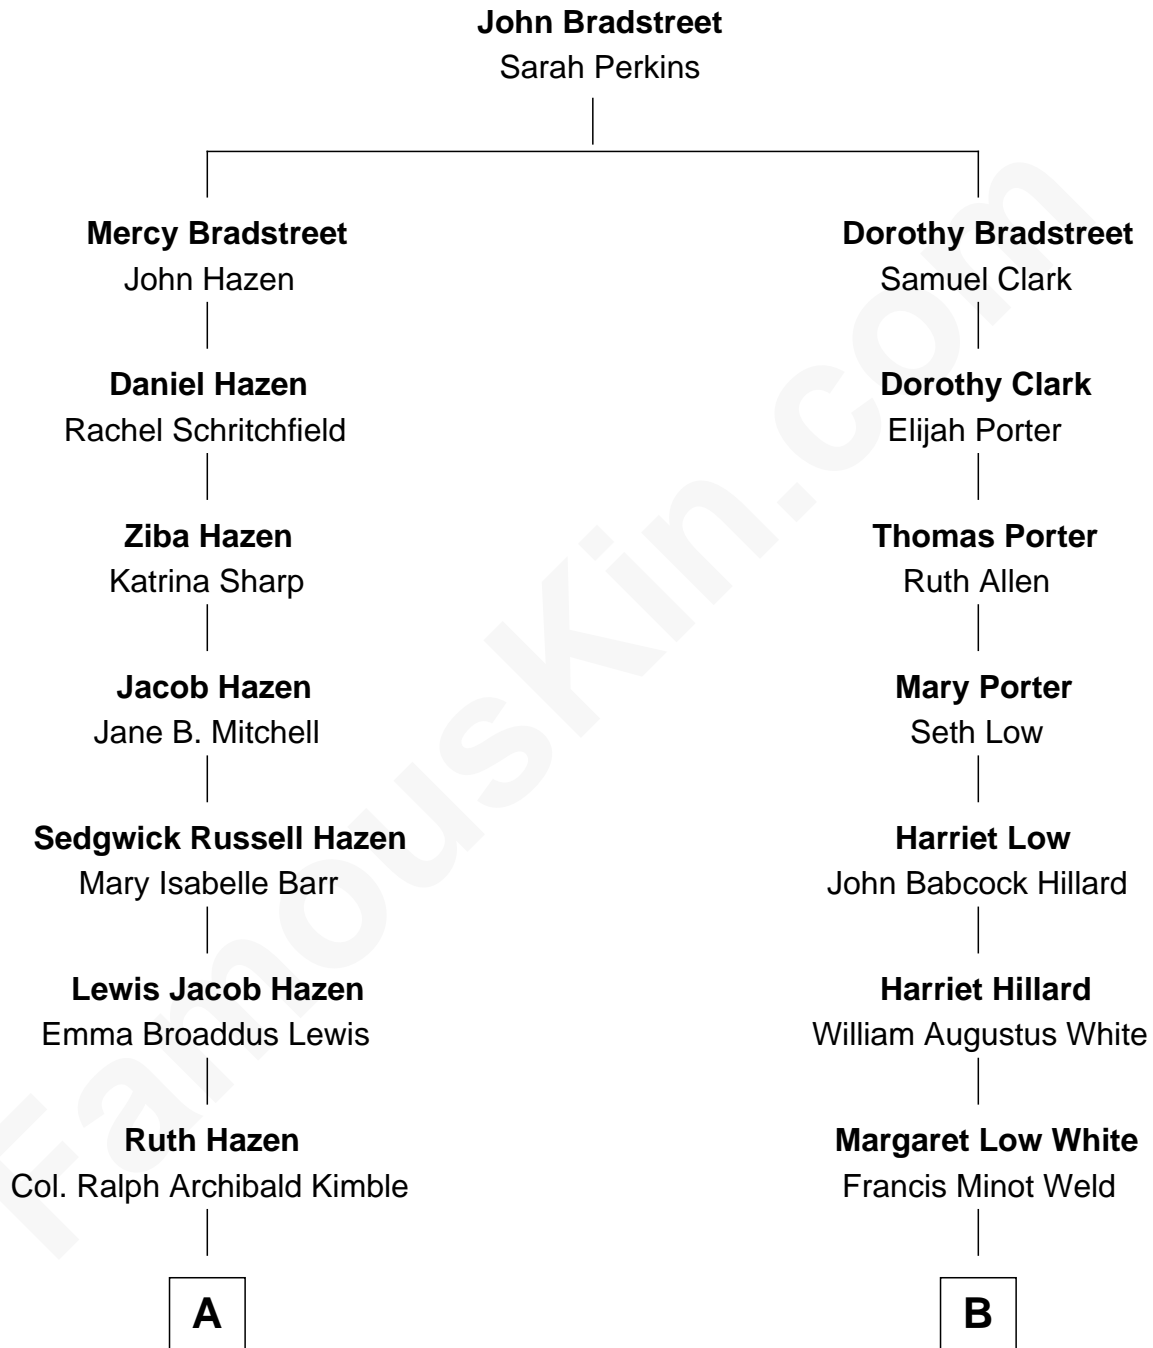 John Bradstreet
Sarah Perkins
Mercy Bradstreet
John Hazen
Dorothy Bradstreet
Samuel Clark
Daniel Hazen
Rachel Schritchfield
Dorothy Clark
Elijah Porter
Ziba Hazen
Katrina Sharp
Thomas Porter
Ruth Allen
Jacob Hazen
Jane B. Mitchell
Mary Porter
Seth Low
Sedgwick Russell Hazen
Mary Isabelle Barr
Harriet Low
John Babcock Hillard
Lewis Jacob Hazen
Emma Broaddus Lewis
Harriet Hillard
William Augustus White
Ruth Hazen
Col. Ralph Archibald Kimble
Margaret Low White
Francis Minot Weld
A
B
FamousKin.com